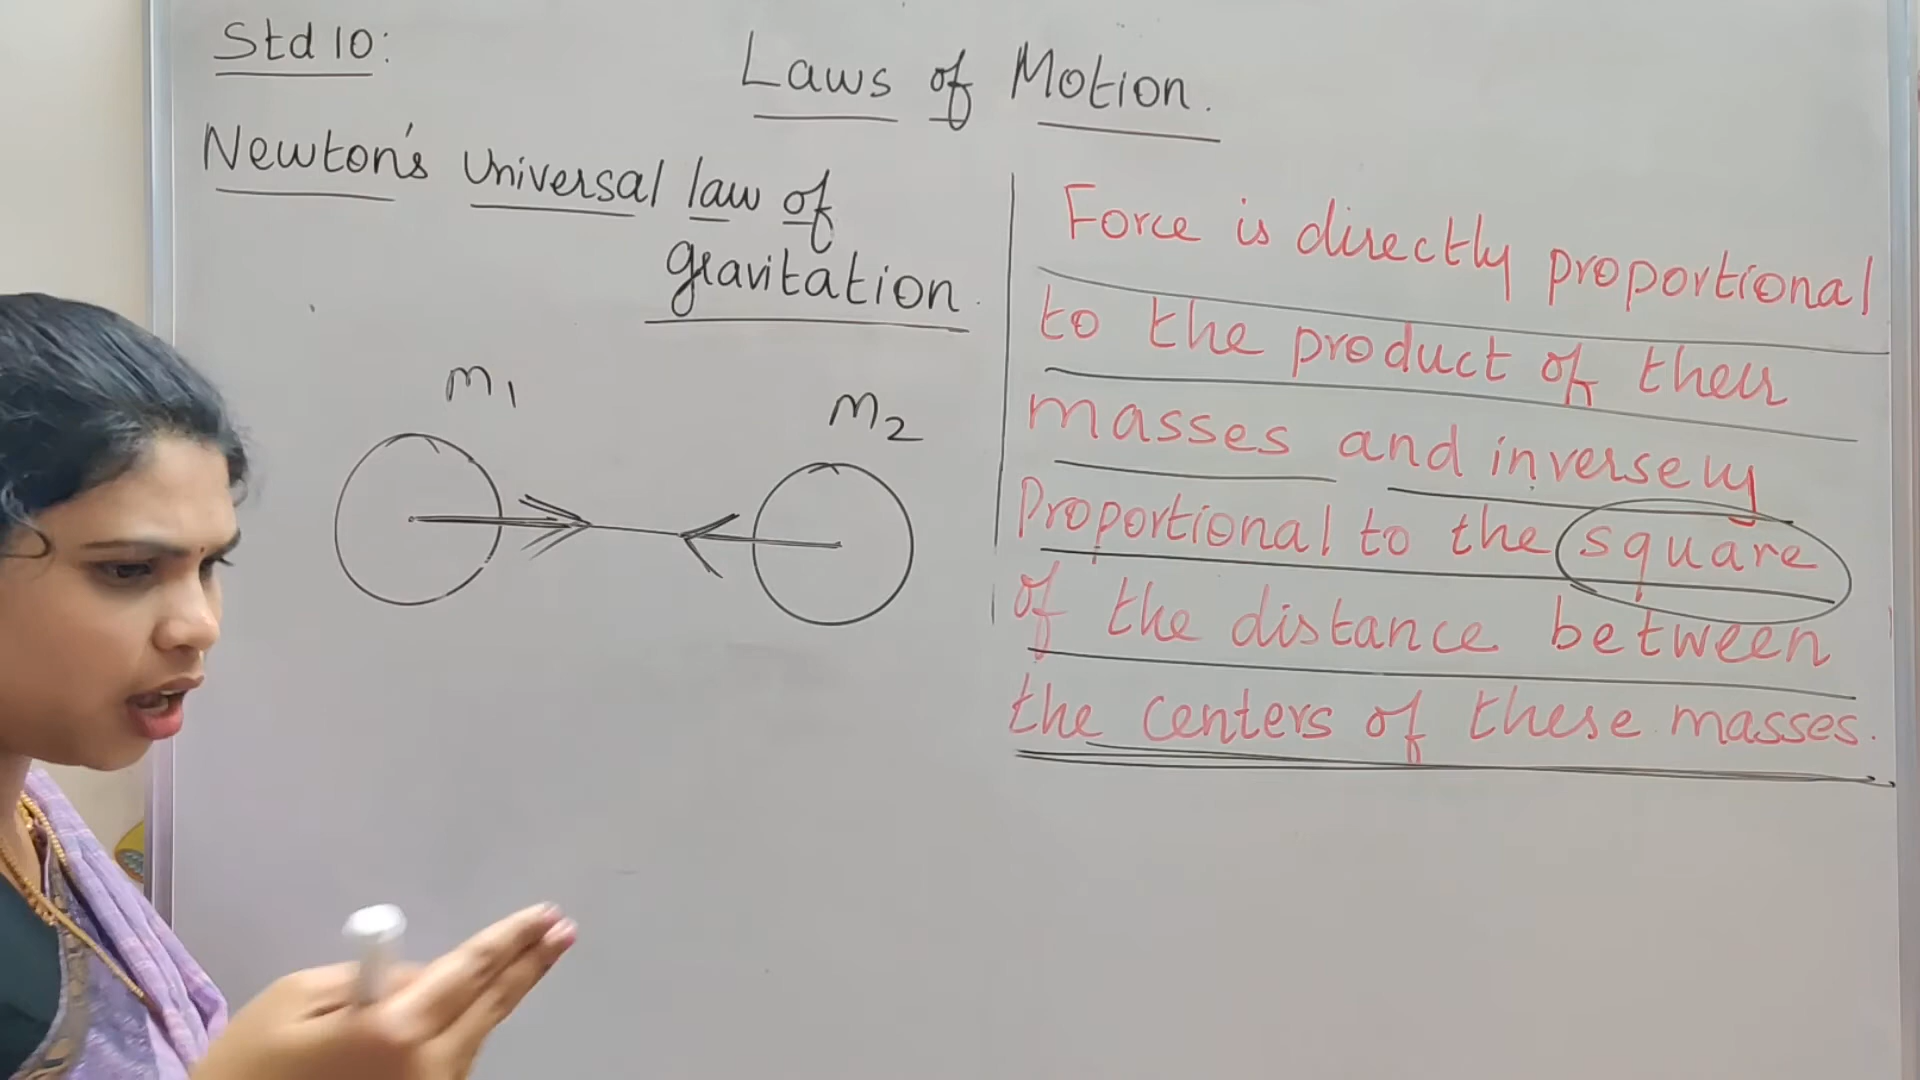 Std 10:
Laws of Motion.
Newton's Universal law of
gravitation.
m1
m2
Force is directly proportional
to the product of their
masses and inversely
Proportional to the square
of the distance between
the centers of these masses.